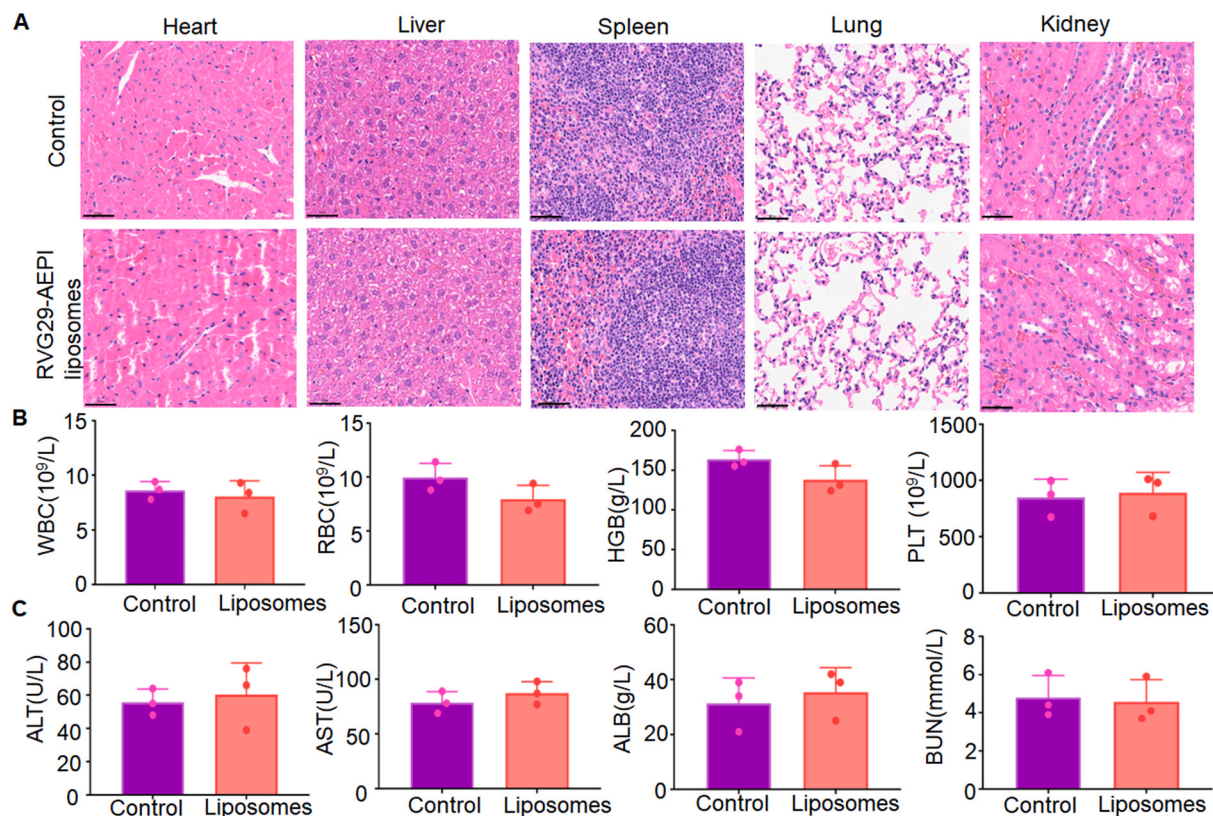 A
Heart Liver Spleen Lung Kidney
Control
RVG29-AEPI
liposomes
B
WBC(10⁹/L)
15
10
5
0
Control Liposomes
RBC(10⁹/L)
15
10
5
0
Control Liposomes
HGB(g/L)
200
150
100
50
0
Control Liposomes
PLT (10⁹/L)
1500
1000
500
0
Control Liposomes
C
ALT(U/L)
100
80
60
40
20
0
Control Liposomes
AST(U/L)
150
100
50
0
Control Liposomes
ALB(g/L)
60
40
20
0
Control Liposomes
BUN(mmol/L)
8
6
4
2
0
Control Liposomes